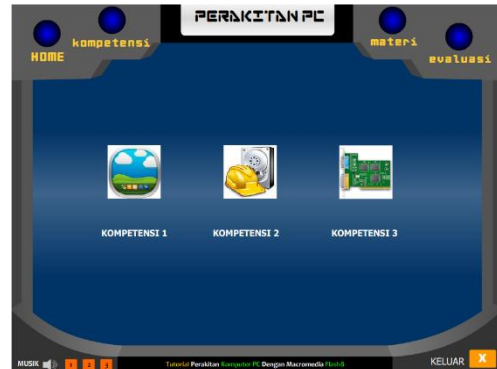 PERAKITAN PC
HOME
kompetensi
materi
evaluasi
KOMPETENSI 1
KOMPETENSI 2
KOMPETENSI 3
MUSIK 1 2 3
Tutorial Perakitan Komputer PC Dengan Macromedia Flash8
KELUAR X